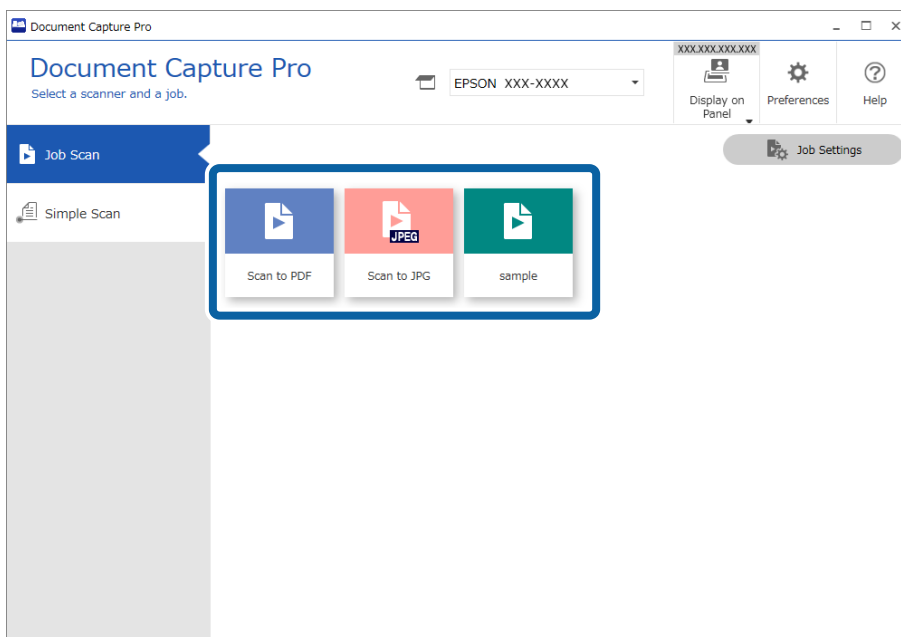 Document Capture Pro
Document Capture Pro
Select a scanner and a job.
EPSON XXX-XXXX
XXX.XXX.XXX.XXX
Display on
Panel
Preferences
Help
Job Scan
Job Settings
Simple Scan
JPEG
Scan to PDF
Scan to JPG
sample